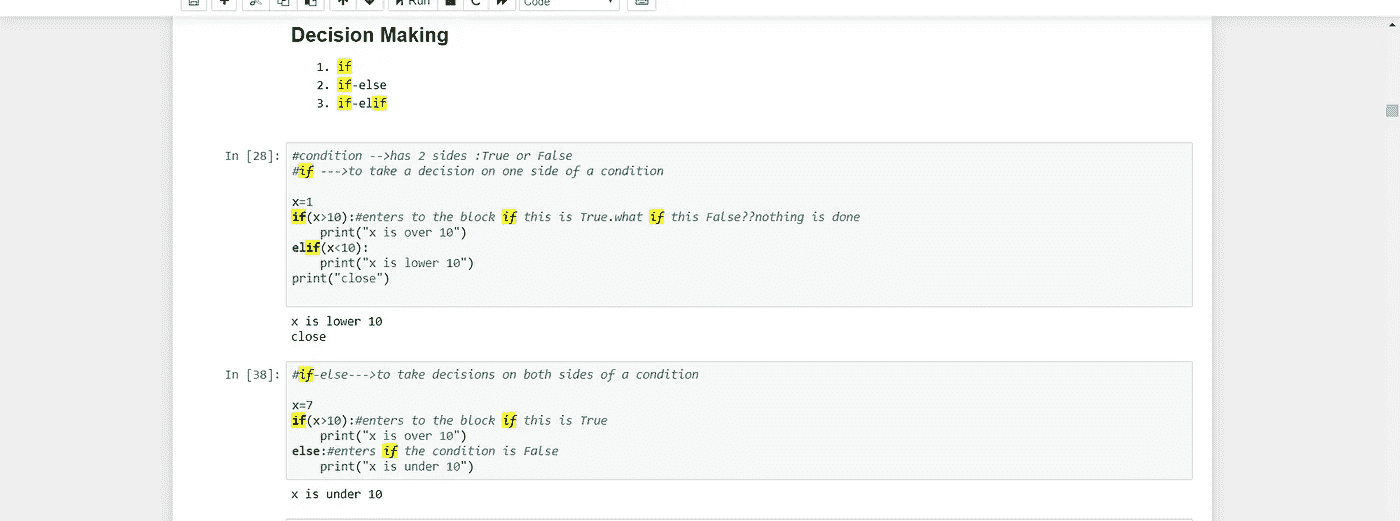 Run Code
Decision Making
1. if
2. if-else
3. if-elif
In [28]: #condition -->has 2 sides :True or False
#if --->to take a decision on one side of a condition
x=1
if(x>10):#enters to the block if this is True.what if this False??nothing is done
    print("x is over 10")
elif(x<10):
    print("x is lower 10")
print("close")
x is lower 10
close
In [38]: #if-else--->to take decisions on both sides of a condition
x=7
if(x>10):#enters to the block if this is True
    print("x is over 10")
else:#enters if the condition is False
    print("x is under 10")
x is under 10